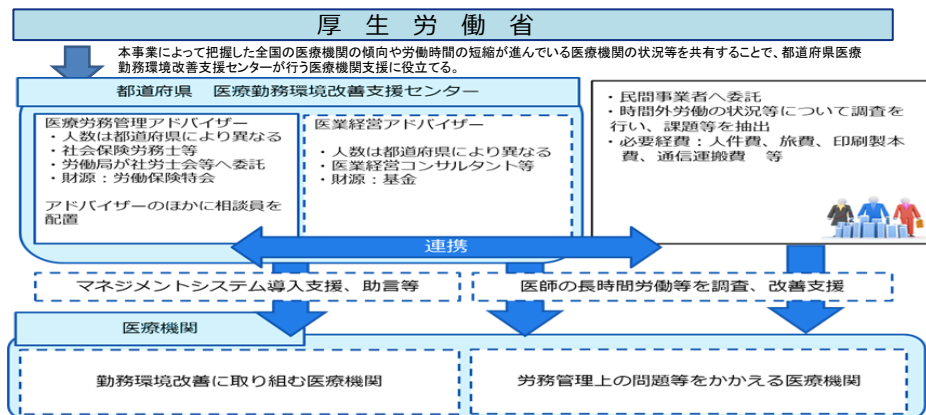 厚生労働省
本事業によって把握した全国の医療機関の傾向や労働時間の短縮が進んでいる医療機関の状況等を共有することで、都道府県医療
勤務環境改善支援センターが行う医療機関支援に役立てる。
都道府県　医療勤務環境改善支援センター
医療労務管理アドバイザー
・人数は都道府県により異なる
・社会保険労務士等
・労働局が社労士会等へ委託
・財源：労働保険特会
アドバイザーのほかに相談員を
配置
医業経営アドバイザー
・人数は都道府県により異なる
・医業経営コンサルタント等
・財源：基金
・民間事業者へ委託
・時間外労働の状況等について調査を
行い、課題等を抽出
・必要経費：人件費、旅費、印刷製本
費、通信運搬費　等
連携
マネジメントシステム導入支援、助言等
医師の長時間労働等を調査、改善支援
医療機関
勤務環境改善に取り組む医療機関
労務管理上の問題等をかかえる医療機関